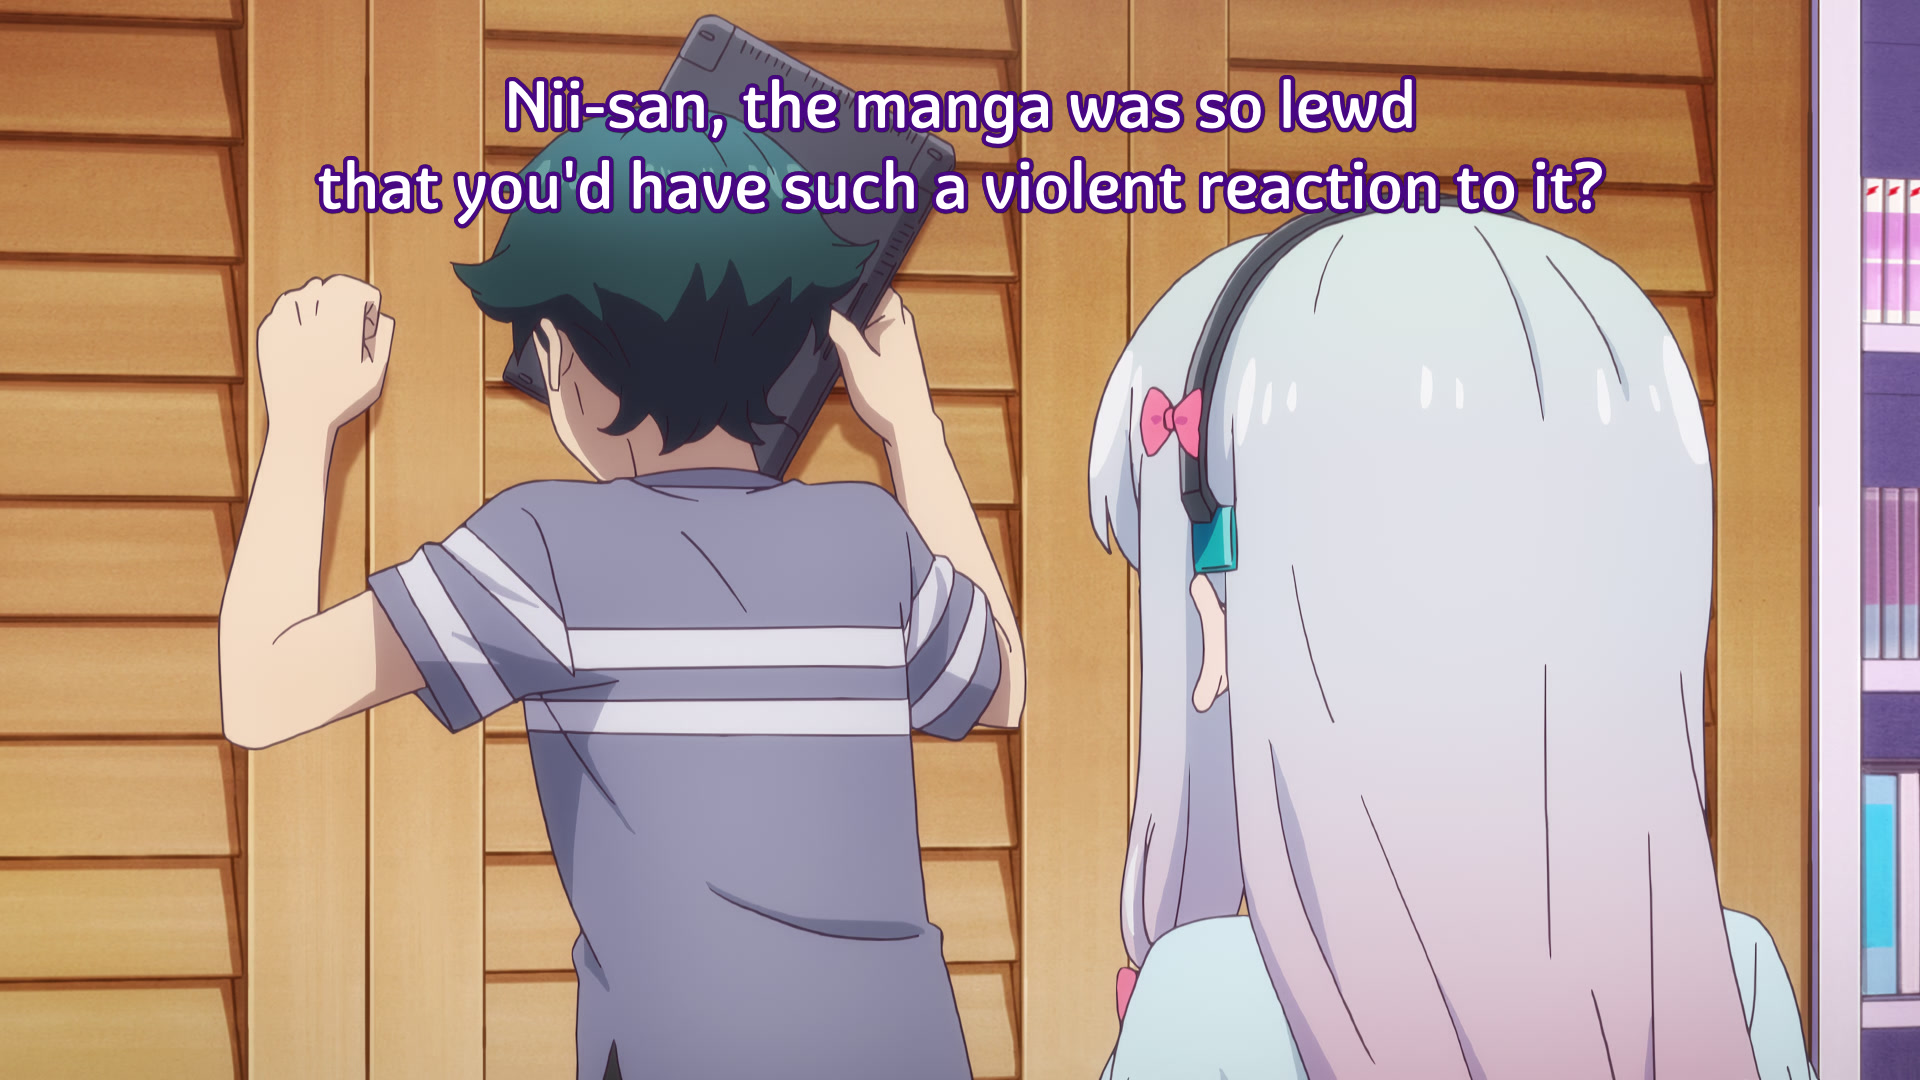 Nii-san, the manga was so lewd
that you'd have such a violent reaction to it?